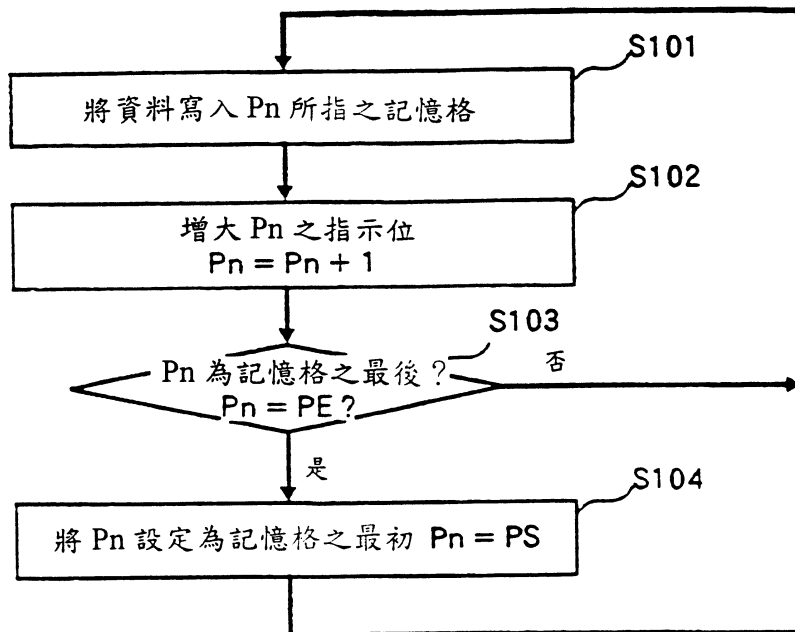 S101
將資料寫入 Pn 所指之記憶格
S102
增大 Pn 之指示位
Pn = Pn + 1
S103
Pn 為記憶格之最後？
Pn = PE ?
否
是
S104
將 Pn 設定為記憶格之最初 Pn = PS